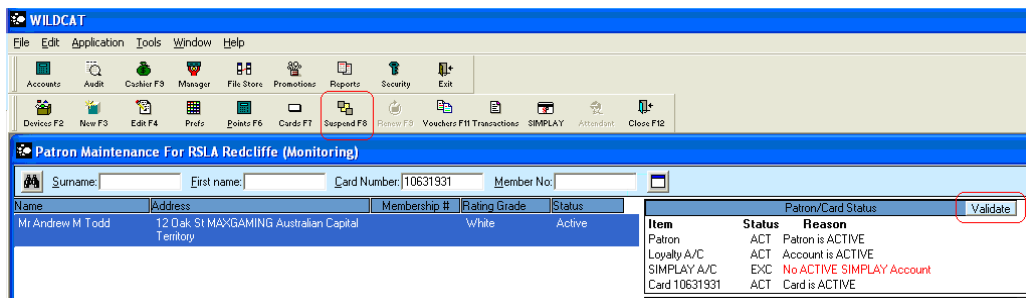 WILDCAT
File Edit Application Tools Window Help
Accounts Audit Cashier F9 Manager File Store Promotions Reports Security Exit
Devices F2 New F3 Edit F4 Prefs Points F6 Cards F7 Suspend F8 Renew F9 Vouchers F11 Transactions SIMPLAY Attendant Close F12
Patron Maintenance For RSLA Redcliffe (Monitoring)
Surname: First name: Card Number: 10631931 Member No:
Name Address Membership # Rating Grade Status
Patron/Card Status Validate
Mr Andrew M Todd 12 Oak St MAXGAMING Australian Capital White Active
Territory
Item Status Reason
Patron ACT Patron is ACTIVE
Loyalty A/C ACT Account is ACTIVE
SIMPLAY A/C EXC No ACTIVE SIMPLAY Account
Card 10631931 ACT Card is ACTIVE